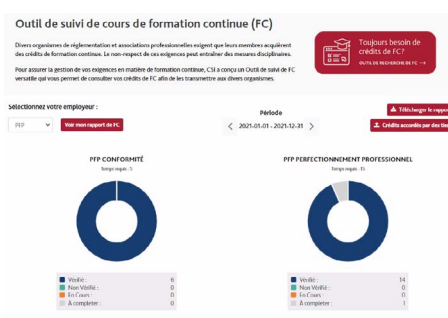 Outil de suivi de cours de formation continue (FC)
Divers organismes de réglementation et associations professionnelles exigent que leurs membres acquièrent
des crédits de formation continue. Le non-respect de ces exigences peut entraîner des mesures disciplinaires.
Pour assurer la gestion de vos exigences en matière de formation continue, CSI a conçu un Outil de suivi de FC
versatile qui vous permet de consulter vos crédits de FC afin de les transmettre aux divers organismes.
Toujours besoin de
crédits de FC?
OUTIL DE RECHERCHE DE FC →
Sélectionnez votre employeur :
PFP
Voir mon rapport de FC
Période
< 2021-01-01 - 2021-12-31 >
Télécharger le rapport
Crédits accordés par des tie
PFP CONFORMITÉ
Temps requis : 5
Vérifié : 6
Non Vérifié : 0
En Cours : 0
À compléter : 0
PFP PERFECTIONNEMENT PROFESSIONNEL
Temps requis : 15
Vérifié : 14
Non Vérifié : 0
En Cours : 0
À compléter : 1